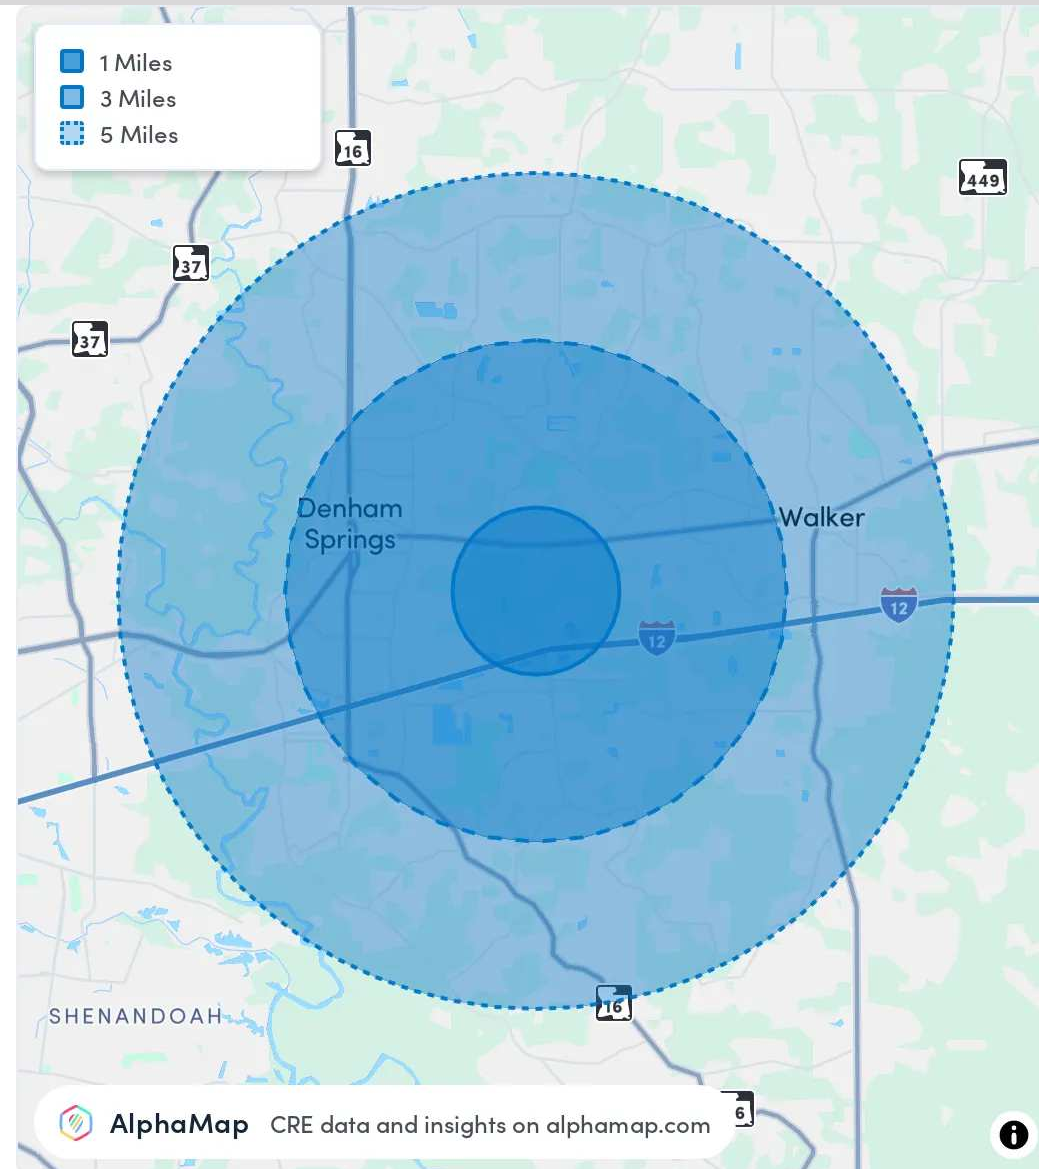 1 Miles
3 Miles
5 Miles
16
449
37
37
Denham
Springs
Walker
12
12
16
SHENANDOAH
6
AlphaMap CRE data and insights on alphamap.com